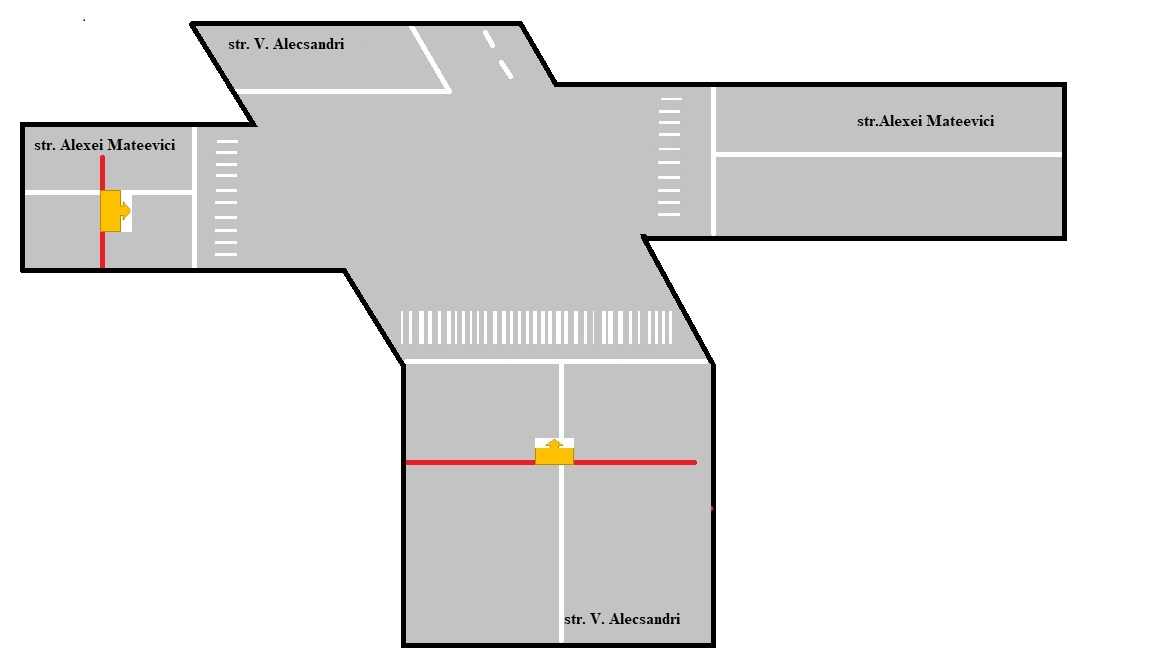 str. V. Alecsandri
str.Alexei Mateevici
str. Alexei Mateevici
str. V. Alecsandri